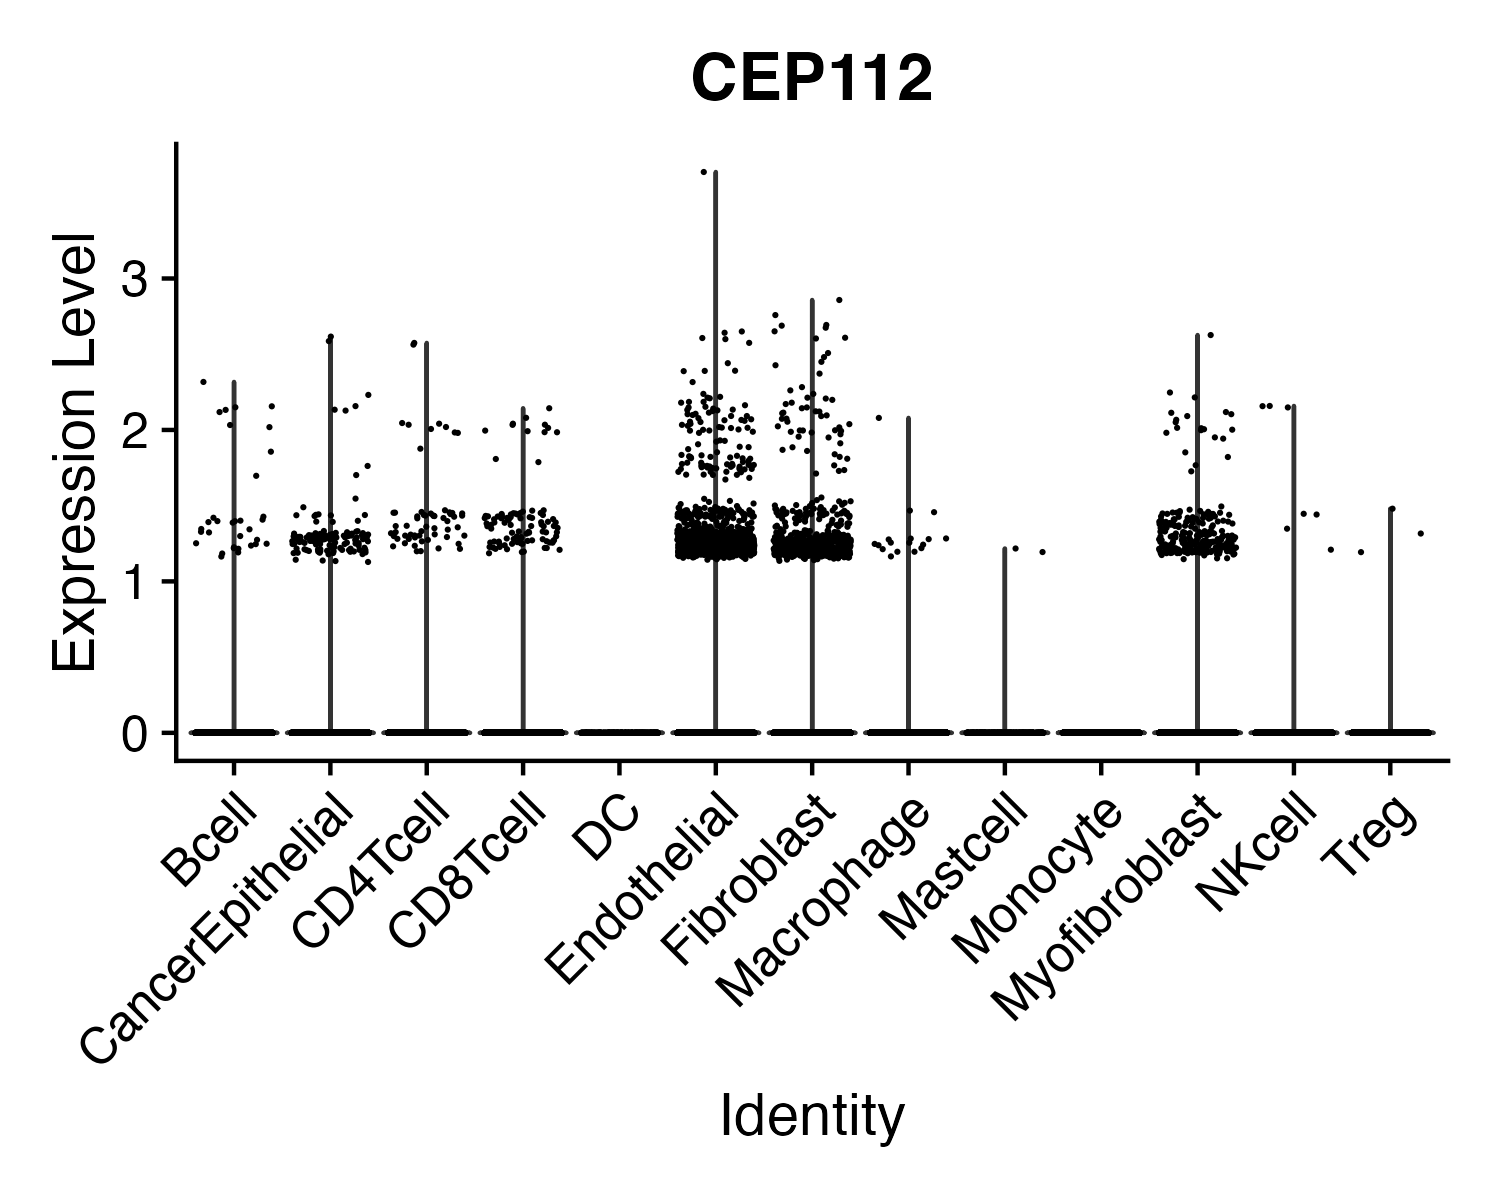 CEP112
Expression Level
3
2
1
0
Bcell
CancerEpithelial
CD4Tcell
CD8Tcell
DC
Endothelial
Fibroblast
Macrophage
Mastcell
Monocyte
Myofibroblast
NKcell
Treg
Identity